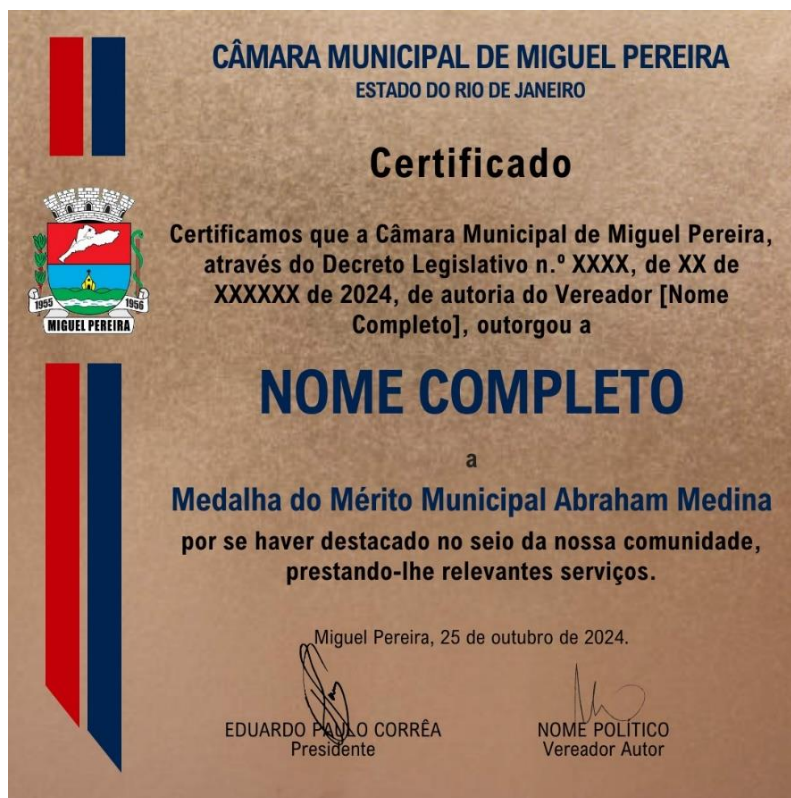 CÂMARA MUNICIPAL DE MIGUEL PEREIRA
ESTADO DO RIO DE JANEIRO
Certificado
Certificamos que a Câmara Municipal de Miguel Pereira,
através do Decreto Legislativo n.º XXXX, de XX de
XXXXXX de 2024, de autoria do Vereador [Nome
Completo], outorgou a
NOME COMPLETO
a
Medalha do Mérito Municipal Abraham Medina
por se haver destacado no seio da nossa comunidade,
prestando-lhe relevantes serviços.
Miguel Pereira, 25 de outubro de 2024.
EDUARDO PAULO CORRÊA
Presidente
NOME POLÍTICO
Vereador Autor
1955
1956
MIGUEL PEREIRA